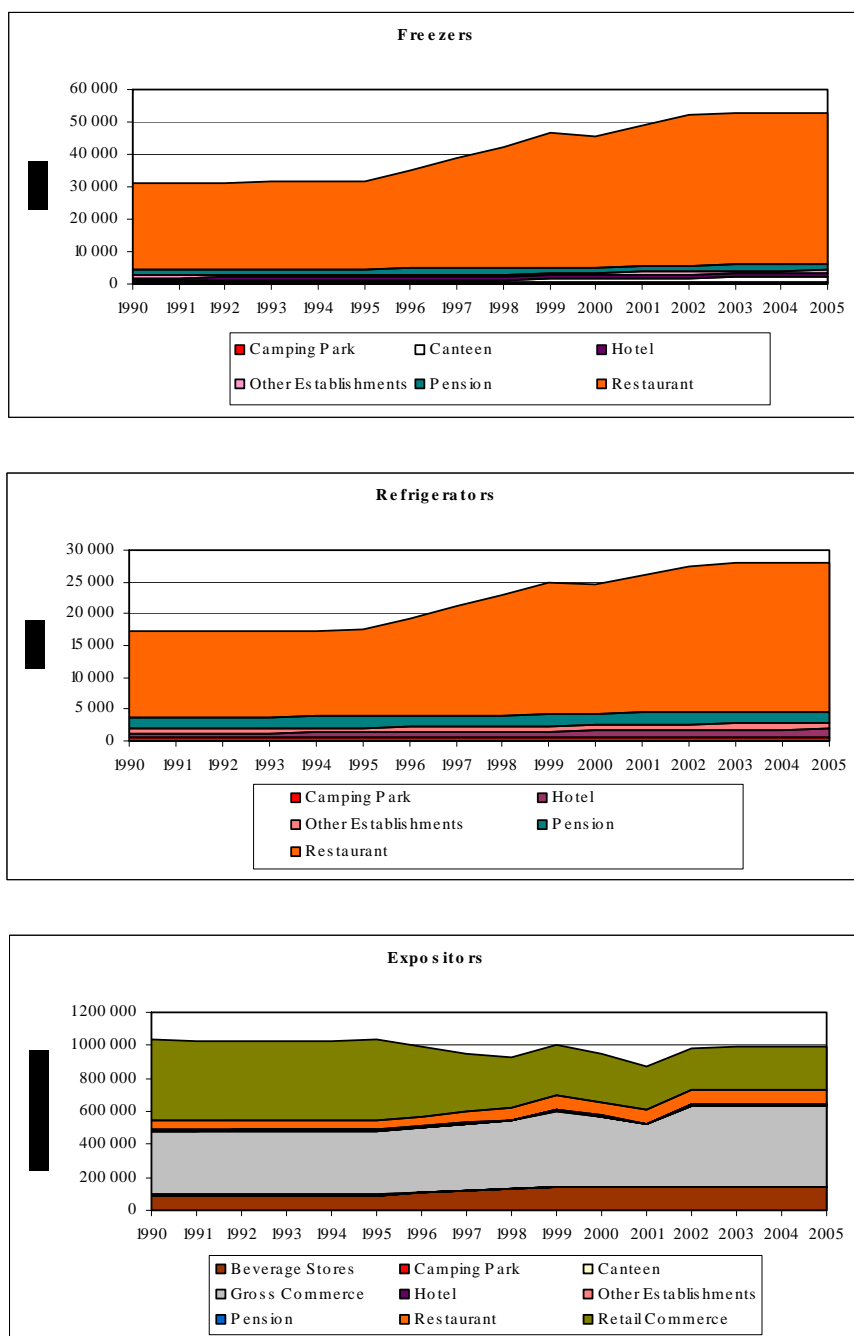 Freezers
60 000
50 000
40 000
30 000
20 000
10 000
0
1990 1991 1992 1993 1994 1995 1996 1997 1998 1999 2000 2001 2002 2003 2004 2005
Camping Park Canteen Hotel
Other Establishments Pension Restaurant
Refrigerators
30 000
25 000
20 000
15 000
10 000
5 000
0
1990 1991 1992 1993 1994 1995 1996 1997 1998 1999 2000 2001 2002 2003 2004 2005
Camping Park Hotel
Other Establishments Pension
Restaurant
Expositors
1200 000
1000 000
800 000
600 000
400 000
200 000
0
1990 1991 1992 1993 1994 1995 1996 1997 1998 1999 2000 2001 2002 2003 2004 2005
Beverage Stores Camping Park Canteen
Gross Commerce Hotel Other Establishments
Pension Restaurant Retail Commerce